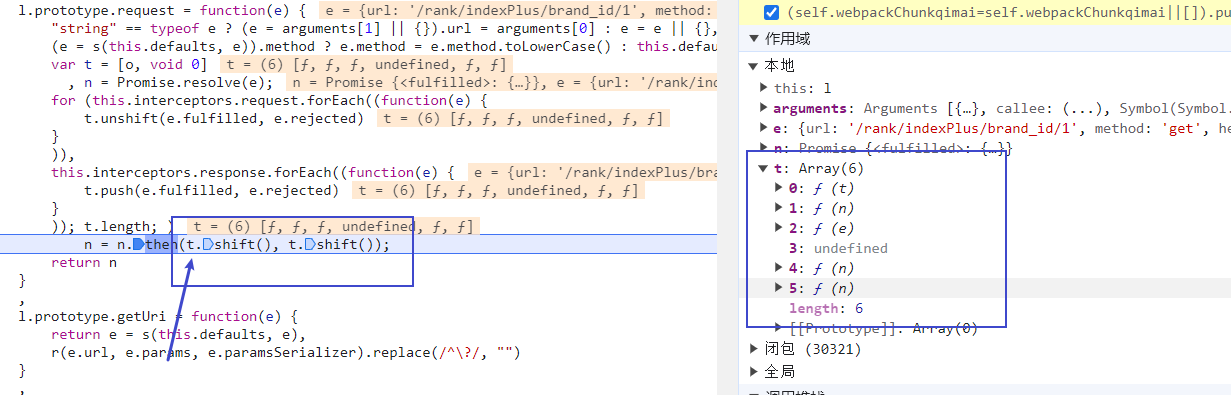 l.prototype.request = function(e) { e = {url: '/rank/indexPlus/brand_id/1', method:
"string" == typeof e ? (e = arguments[1] || {}).url = arguments[0] : e = e || {},
(e = s(this.defaults, e)).method ? e.method = e.method.toLowerCase() : this.defau
var t = [o, void 0] t = (6) [ƒ, ƒ, ƒ, undefined, ƒ, ƒ]
, n = Promise.resolve(e); n = Promise {<fulfilled>: {…}}, e = {url: '/ran
for (this.interceptors.request.forEach((function(e) {
t.unshift(e.fulfilled, e.rejected) t = (6) [ƒ, ƒ, ƒ, undefined, ƒ, ƒ]
}
)),
this.interceptors.response.forEach((function(e) { e = {url: '/rank/indexPlus/bra
t.push(e.fulfilled, e.rejected) t = (6) [ƒ, ƒ, ƒ, undefined, ƒ, ƒ]
}
)); t.length; ) t = (6) [ƒ, ƒ, ƒ, undefined, ƒ, ƒ]
n = n.then(t.shift(), t.shift());
return n
}
,
l.prototype.getUri = function(e) {
return e = s(this.defaults, e),
r(e.url, e.params, e.paramsSerializer).replace(/^\?/, "")
}
,
(self.webpackChunkqimai=self.webpackChunkqimai||[]).pu
作用域
本地
this: l
arguments: Arguments [{…}, callee: (...), Symbol(Symbol.
e: {url: '/rank/indexPlus/brand_id/1', method: 'get', he
n: Promise {<fulfilled>: {…}}
t: Array(6)
0: ƒ (t)
1: ƒ (n)
2: ƒ (e)
3: undefined
4: ƒ (n)
5: ƒ (n)
length: 6
[[Prototype]]: Array(0)
闭包 (30321)
全局